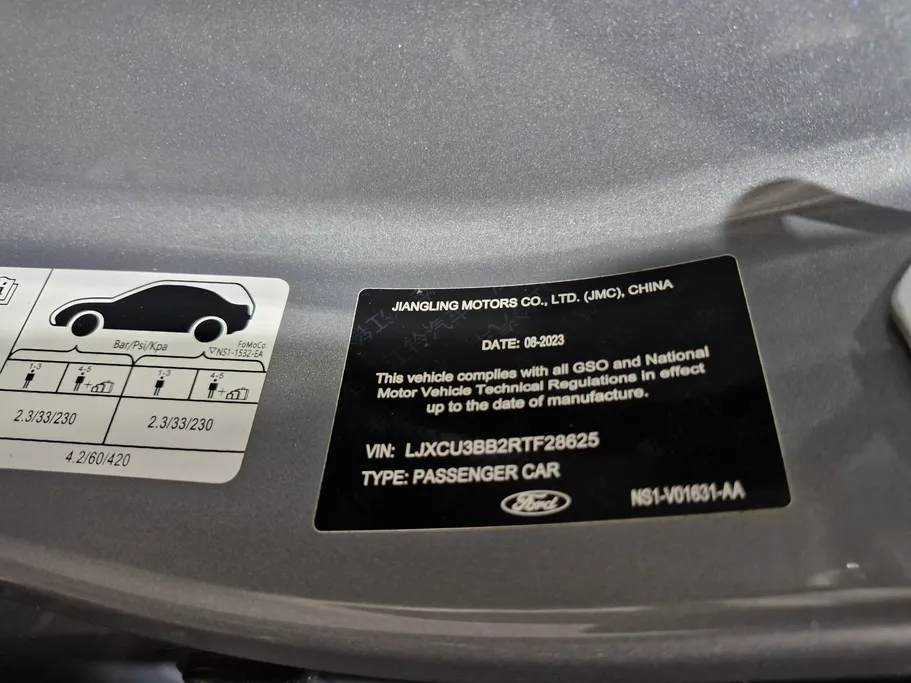 Bar/Psi/Kpa
FoMoCo
NS1-1532-EA
1-3
4-5
1-3
4-5
2.3/33/230
2.3/33/230
4.2/60/420
JIANGLING MOTORS CO., LTD. (JMC), CHINA
DATE: 08-2023
This vehicle complies with all GSO and National
Motor Vehicle Technical Regulations in effect
up to the date of manufacture.
VIN: LJXCU3BB2RTF28625
TYPE: PASSENGER CAR
Ford
NS1-V01631-AA